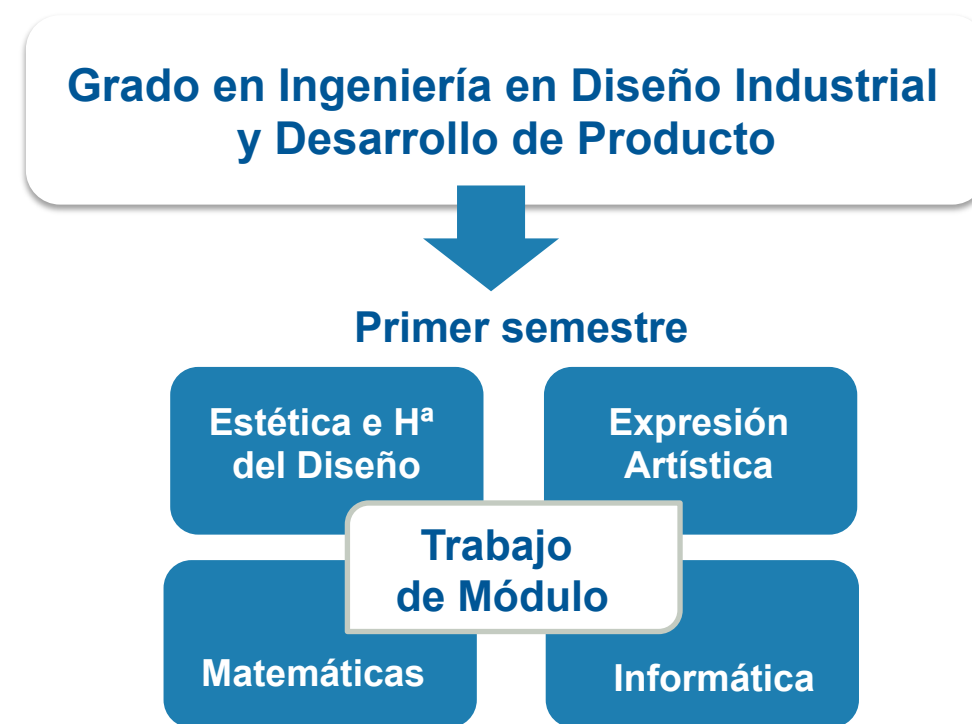 Grado en Ingeniería en Diseño Industrial
y Desarrollo de Producto
Primer semestre
Estética e Hª
del Diseño
Expresión
Artística
Trabajo
de Módulo
Matemáticas
Informática